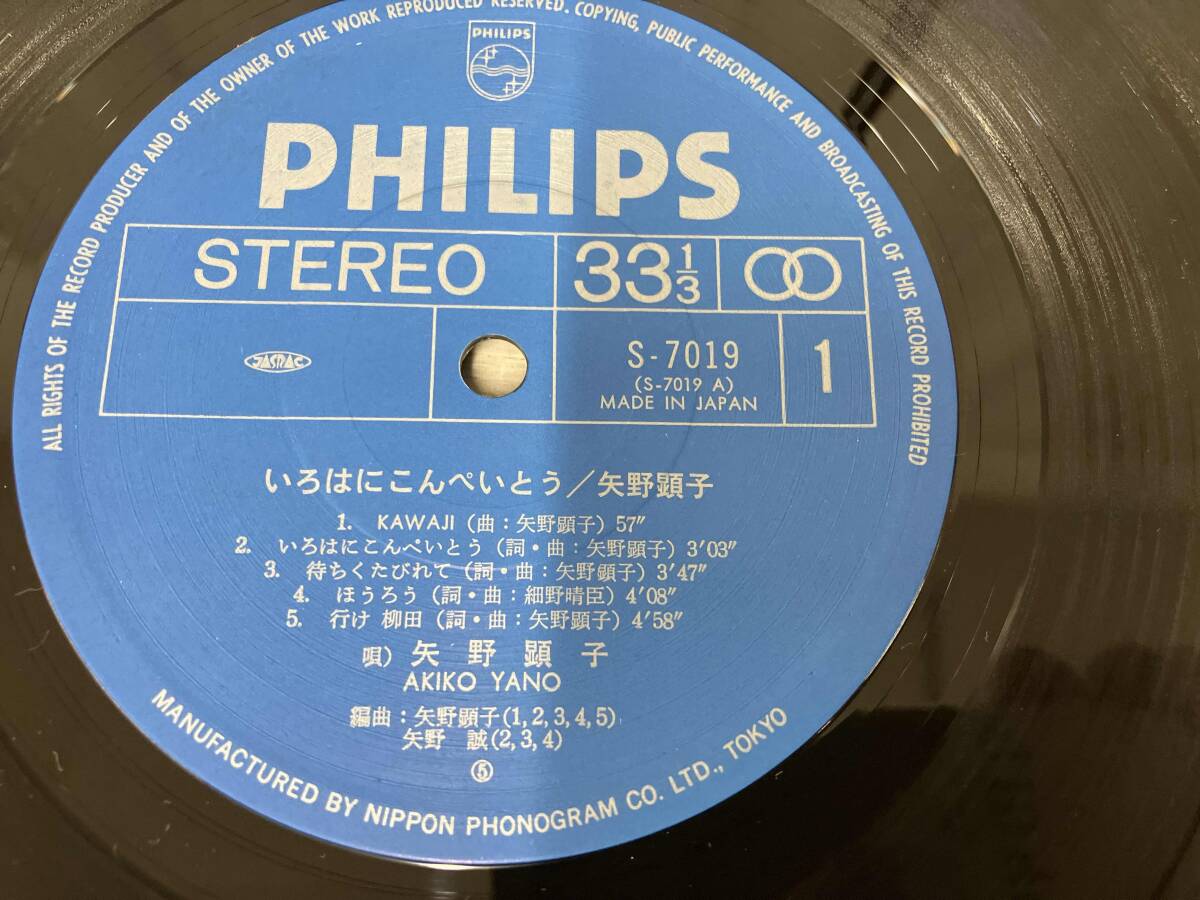 ALL RIGHTS OF THE RECORD PRODUCER AND OF THE OWNER OF THE WORK REPRODUCED RESERVED. COPYING, PUBLIC PERFORMANCE AND BROADCASTING OF THIS RECORD PROHIBITED
PHILIPS
PHILIPS
STEREO 33 1/3
JASRAC S-7019 1
(S-7019 A)
MADE IN JAPAN
いろはにこんぺいとう/矢野顕子
1. KAWAJI (曲:矢野顕子) 57″
2. いろはにこんぺいとう (詞・曲:矢野顕子) 3′03″
3. 待ちくたびれて (詞・曲:矢野顕子) 3′47″
4. ほうろう (詞・曲:細野晴臣) 4′08″
5. 行け 柳田 (詞・曲:矢野顕子) 4′58″
唄) 矢野顕子
AKIKO YANO
編曲:矢野顕子(1,2,3,4,5)
矢野 誠(2,3,4)
⑤
MANUFACTURED BY NIPPON PHONOGRAM CO. LTD., TOKYO